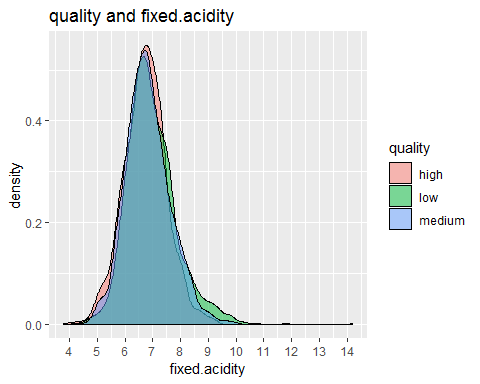 quality and fixed.acidity
density
0.4
0.2
0.0
4 5 6 7 8 9 10 11 12 13 14
fixed.acidity
quality
high
low
medium